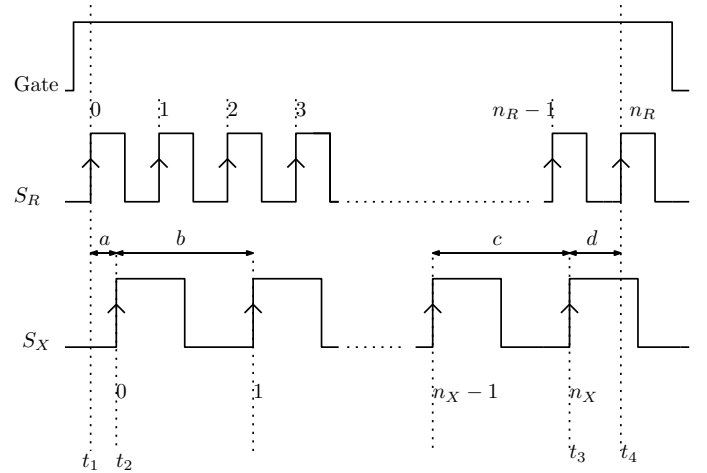 Gate
0 1 2 3 n_R − 1 n_R
S_R
a b c d
S_X
0 1 n_X − 1 n_X
t_1 t_2 t_3 t_4